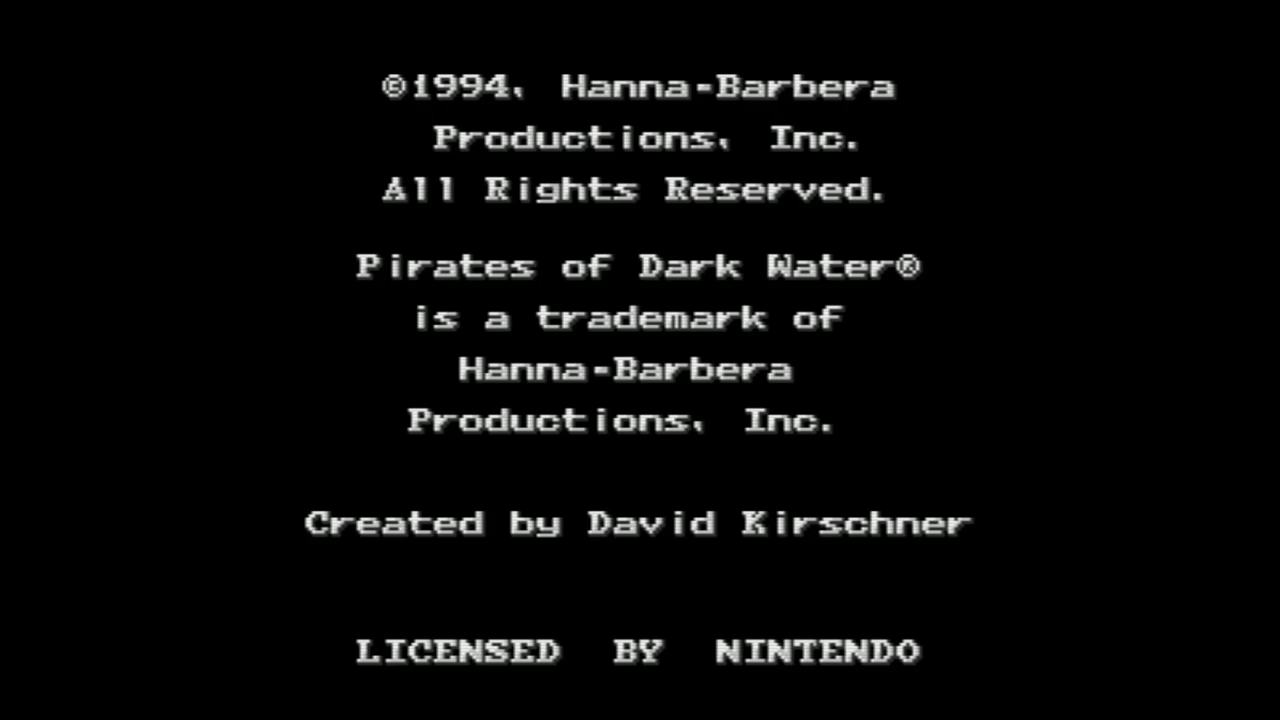 ©1994, Hanna-Barbera
Productions, Inc.
All Rights Reserved.
Pirates of Dark Water®
is a trademark of
Hanna-Barbera
Productions, Inc.
Created by David Kirschner
LICENSED BY NINTENDO